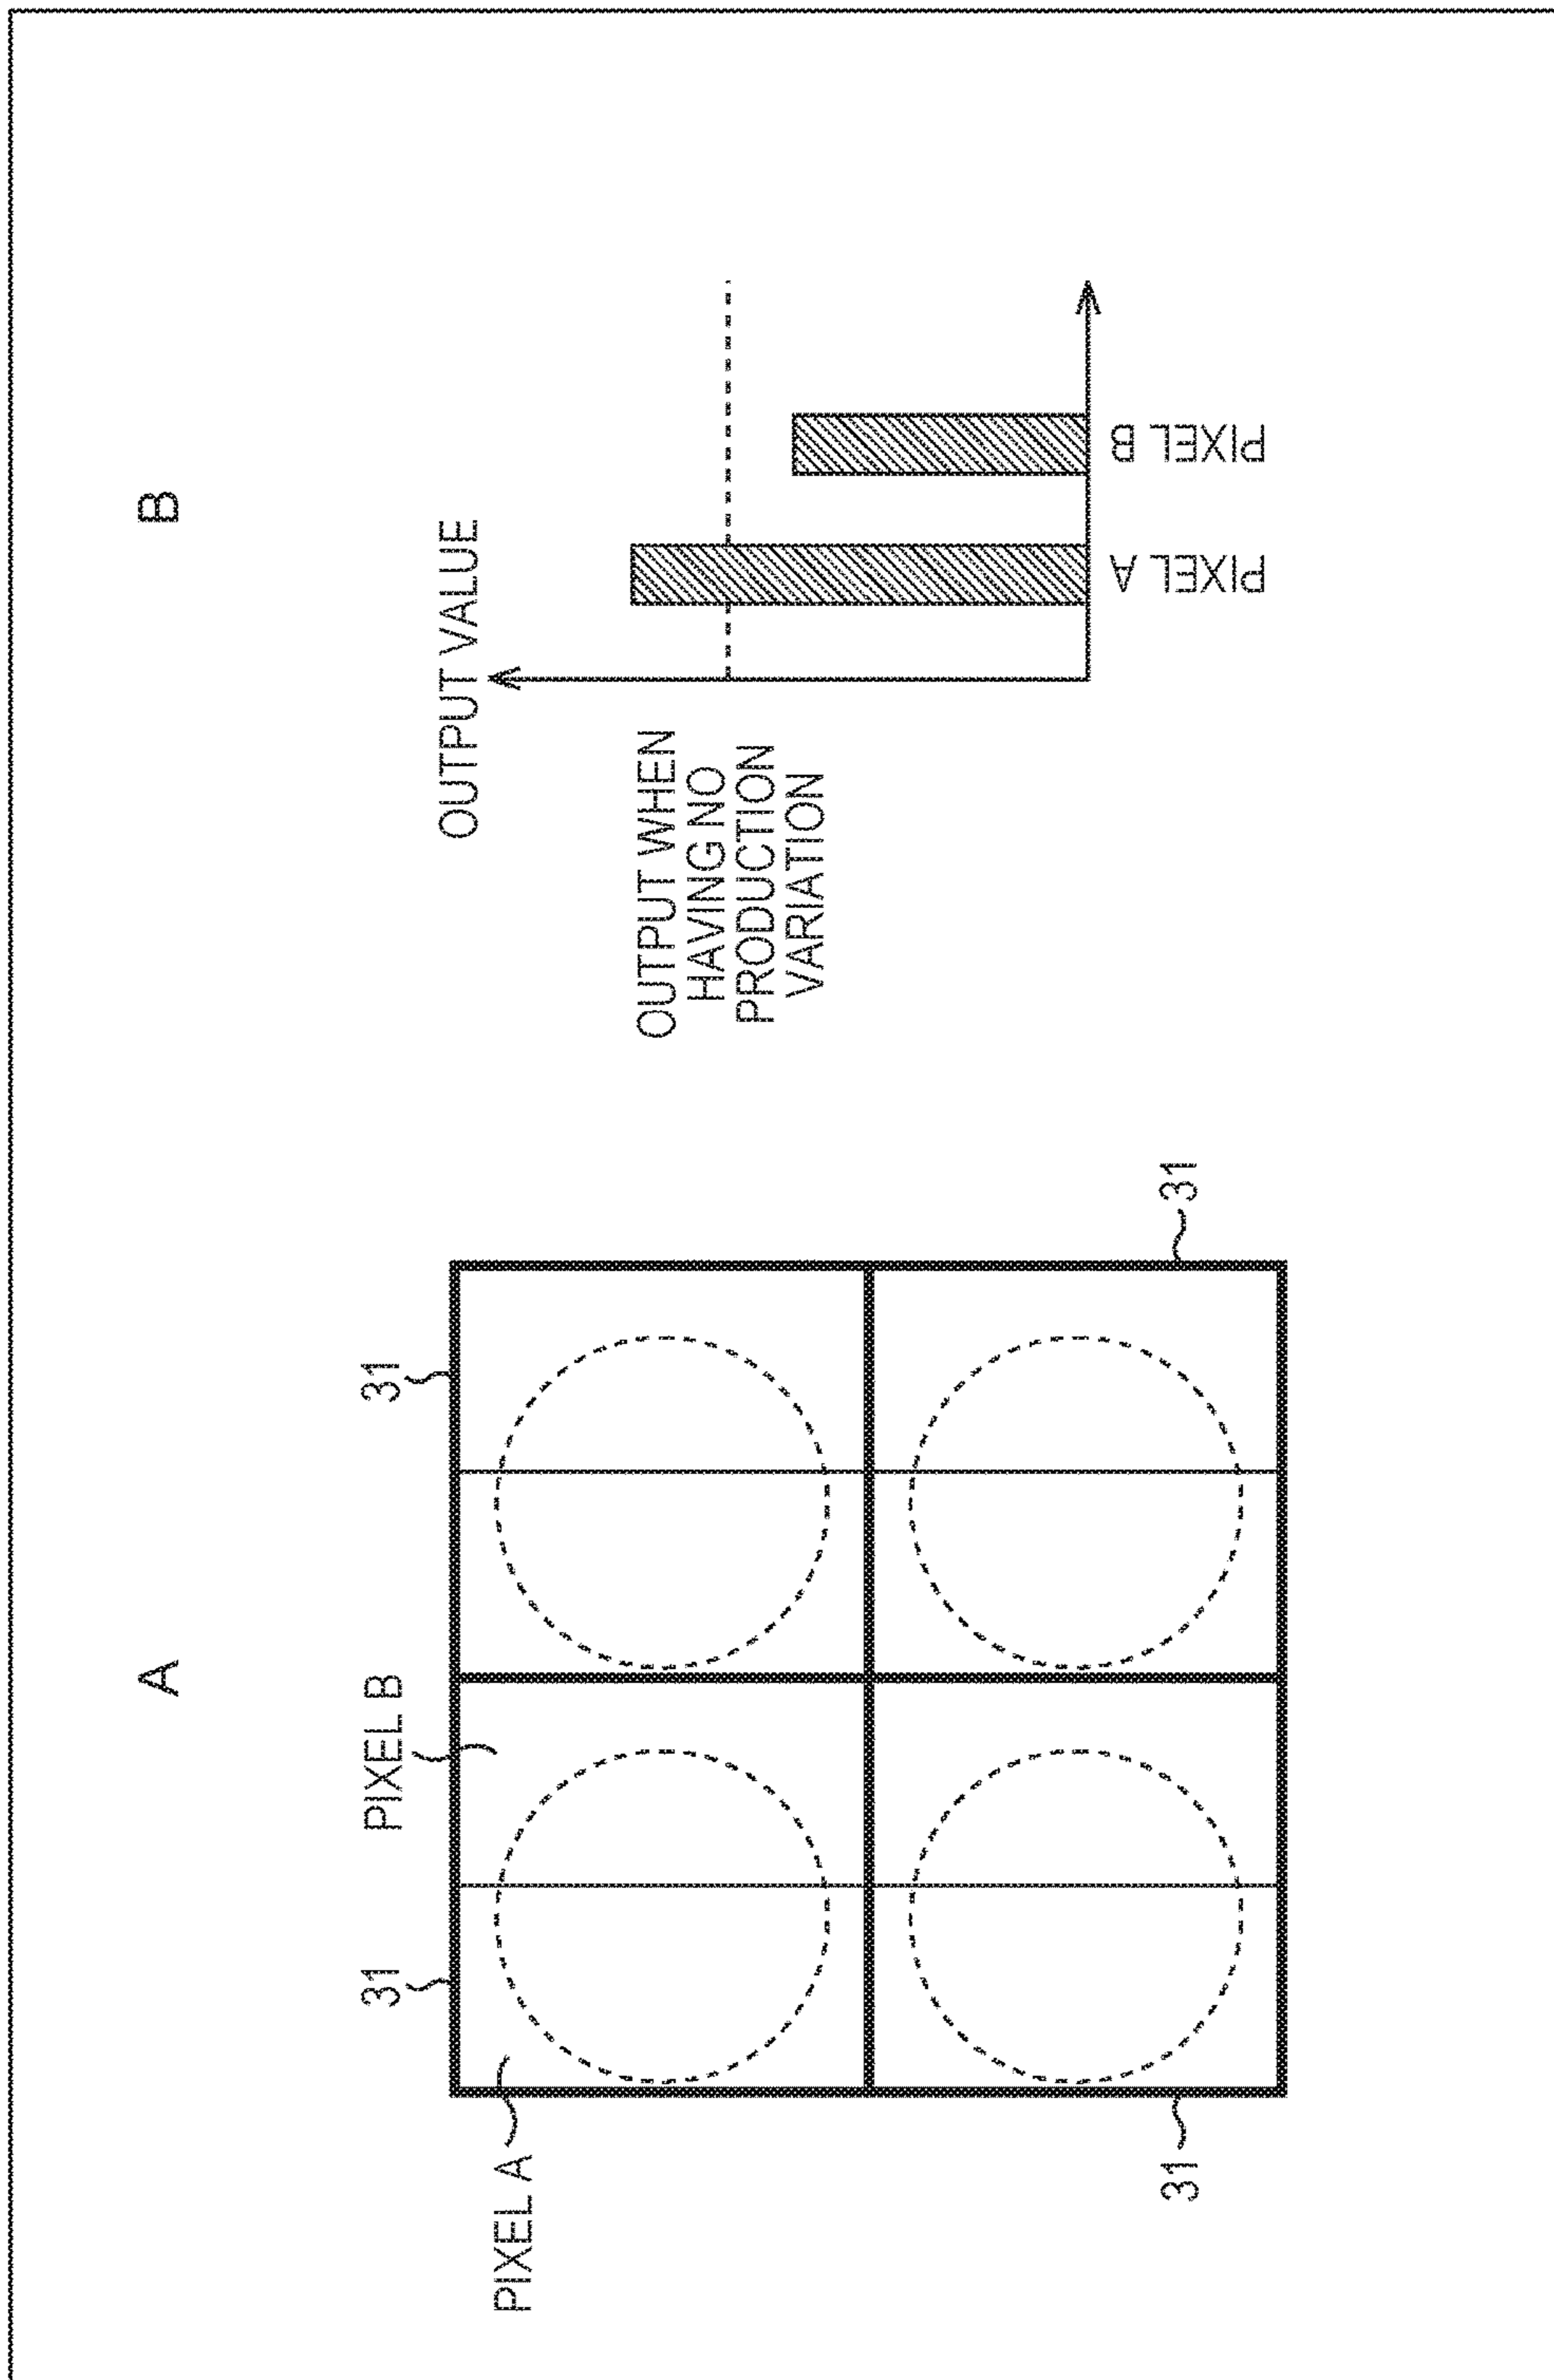 A
PIXEL A
31
PIXEL B
31
31
31
B
OUTPUT VALUE
OUTPUT WHEN
HAVING NO
PRODUCTION
VARIATION
PIXEL A
PIXEL B